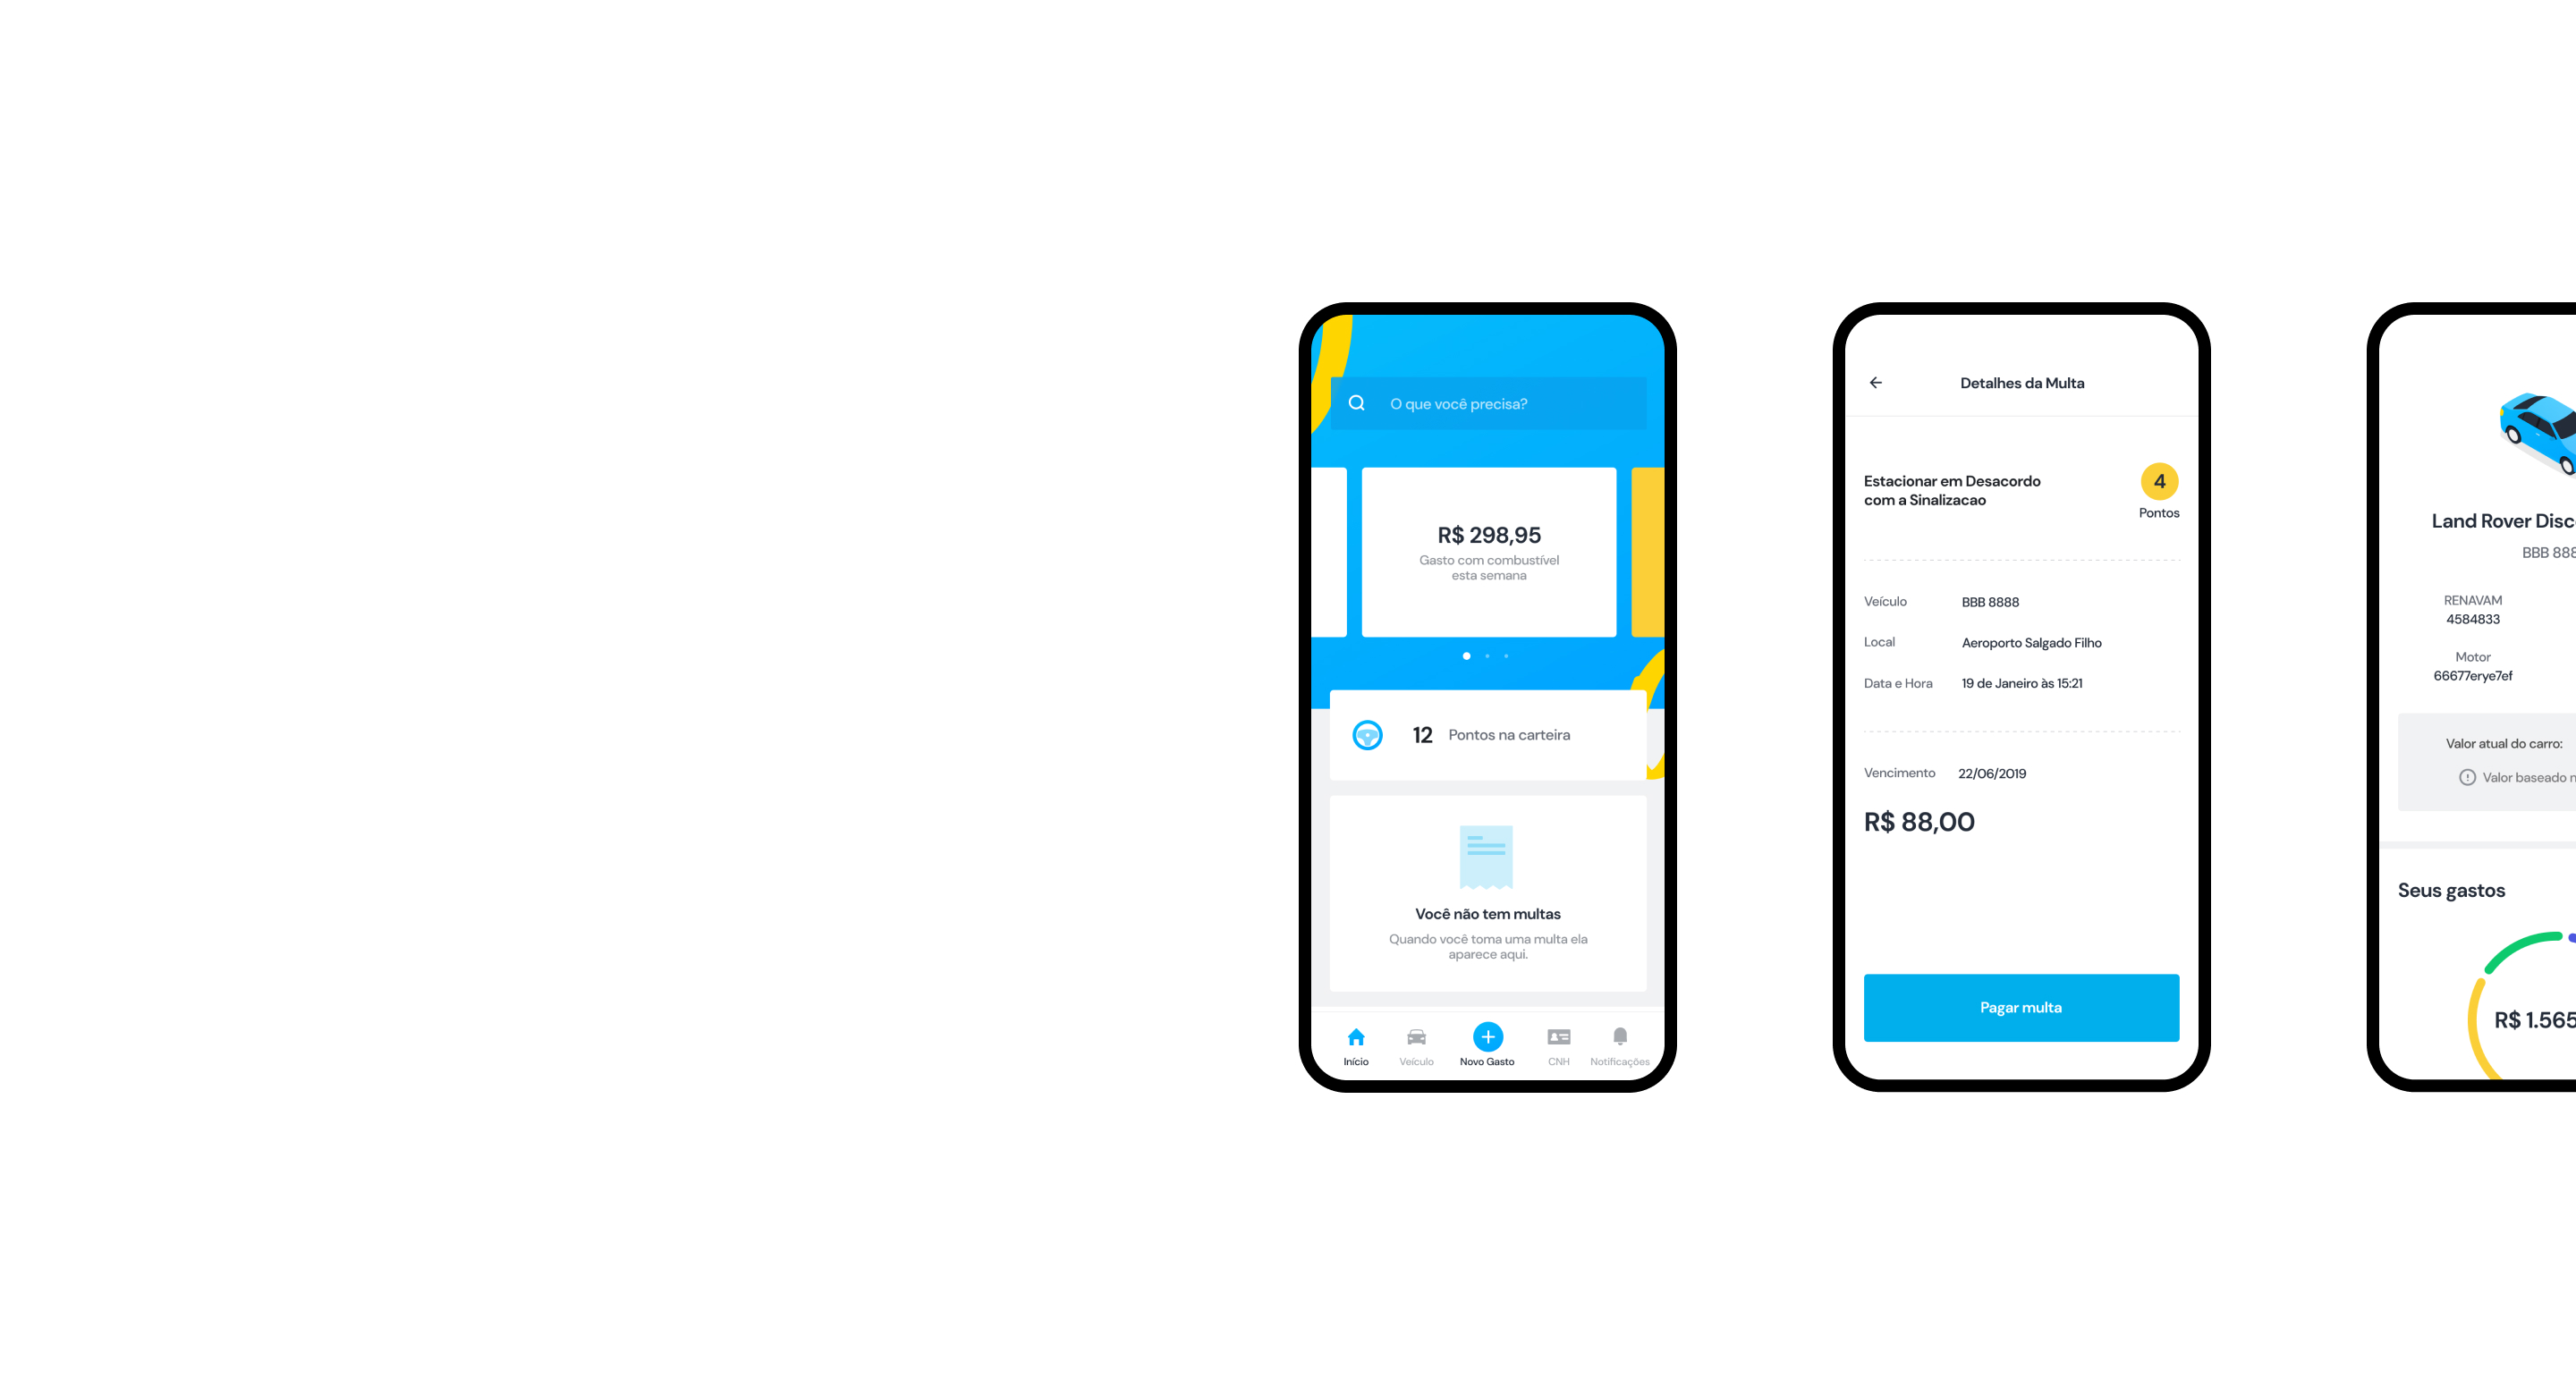 O que você precisa?
R$ 298,95
Gasto com combustível
esta semana
12 Pontos na carteira
Você não tem multas
Quando você toma uma multa ela
aparece aqui.
Início Veículo Novo Gasto CNH Notificações
Detalhes da Multa
Estacionar em Desacordo
com a Sinalizacao
4
Pontos
Veículo BBB 8888
Local Aeroporto Salgado Filho
Data e Hora 19 de Janeiro às 15:21
Vencimento 22/06/2019
R$ 88,00
Pagar multa
Land Rover Disc
BBB 888
RENAVAM
4584833
Motor
66677erye7ef
Valor atual do carro:
Valor baseado n
Seus gastos
R$ 1.565